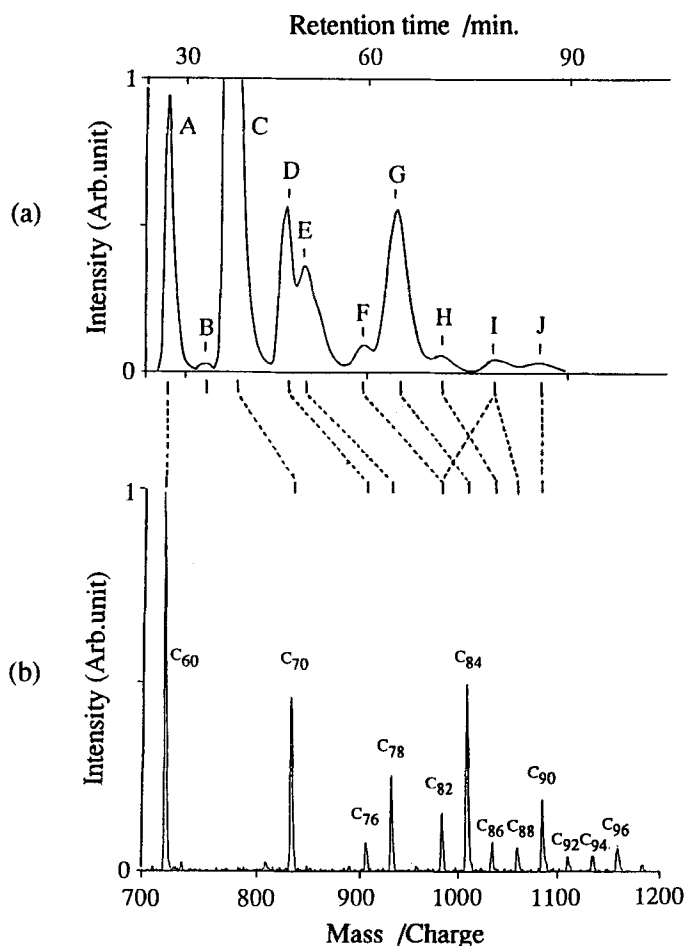 Retention time /min.
30 60 90
1
A C
D
G
E
(a)
Intensity (Arb.unit)
B
F
H
I
J
0
1
C60
C70
C84
(b)
Intensity (Arb.unit)
C78
C90
C82
C76
C86 C88
C92 C94 C96
0
700 800 900 1000 1100 1200
Mass /Charge